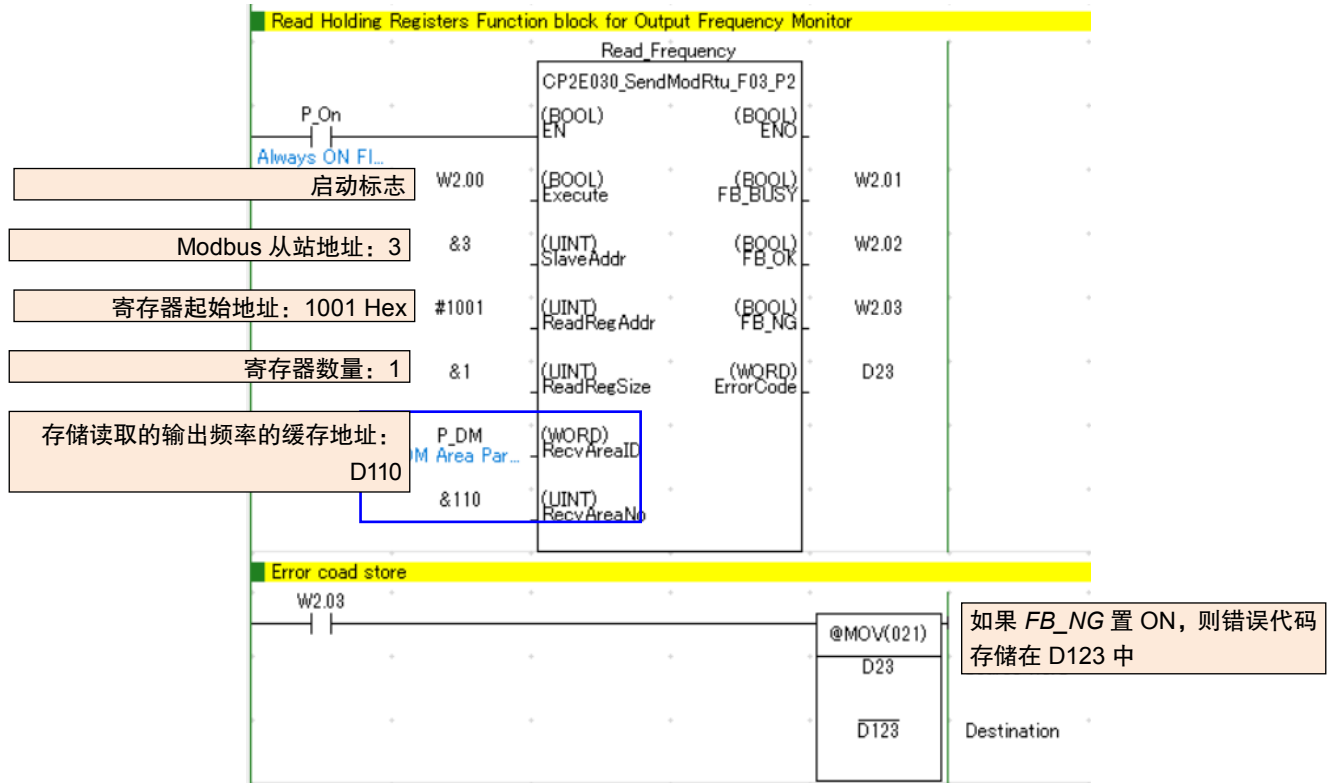 Read Holding Registers Function block for Output Frequency Monitor
Read_Frequency
CP2E030_SendModRtu_F03_P2
P_On
(BOOL)
EN
(BOOL)
ENO
Always ON Fl...
启动标志
W2.00
(BOOL)
Execute
(BOOL)
FB_BUSY
W2.01
Modbus 从站地址：3
&3
(UINT)
SlaveAddr
(BOOL)
FB_OK
W2.02
寄存器起始地址：1001 Hex
#1001
(UINT)
ReadRegAddr
(BOOL)
FB_NG
W2.03
寄存器数量：1
&1
(UINT)
ReadRegSize
(WORD)
ErrorCode
D23
存储读取的输出频率的缓存地址：
D110
P_DM
M Area Par...
(WORD)
RecvAreaID
&110
(UINT)
RecvAreaNo
Error coad store
W2.03
@MOV(021)
D23
D123
Destination
如果 FB_NG 置 ON，则错误代码
存储在 D123 中